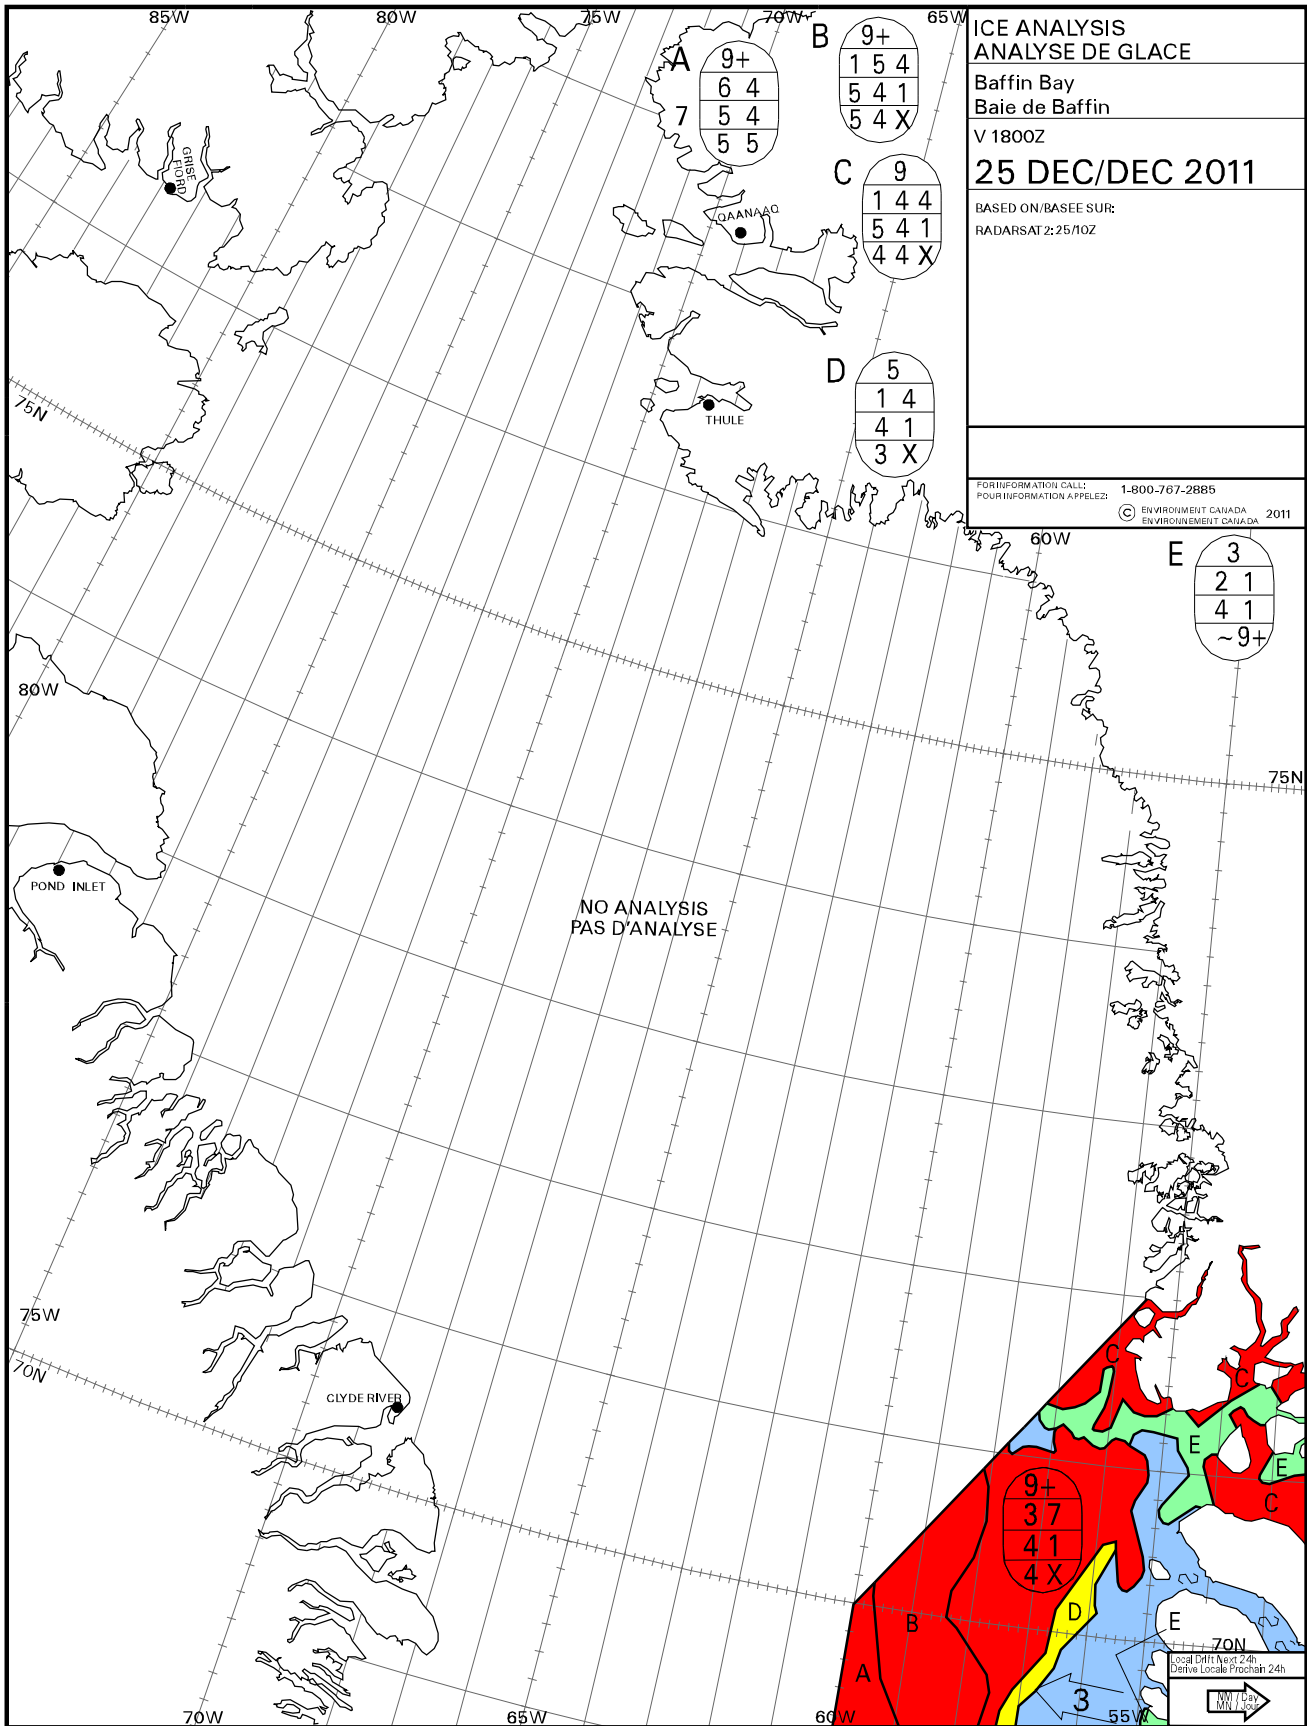 85W
80W
75W
70W
65W
ICE ANALYSIS
ANALYSE DE GLACE
Baffin Bay
Baie de Baffin
V 1800Z
25 DEC/DEC 2011
BASED ON/BASEE SUR:
RADARSAT2: 25/10Z
FOR INFORMATION CALL:
POUR INFORMATION APPELEZ:
1-800-767-2885
© ENVIRONMENT CANADA
ENVIRONNEMENT CANADA
2011
A
9+
6 4
7
5 4
5 5
B
9+
1 5 4
5 4 1
5 4 X
C
9
1 4 4
5 4 1
4 4 X
D
5
1 4
4 1
3 X
E
3
2 1
4 1
~9+
GRISE
FIORD
QAANAAQ
THULE
75N
60W
80W
75N
POND INLET
NO ANALYSIS
PAS D'ANALYSE
75W
70N
CLYDE RIVER
C
C
E
E
C
9+
3 7
4 1
4 X
D
B
A
E
70N
3
Local Drift Next 24h
Derive Locale Prochain 24h
NM / Day
MN / Jour
70W
65W
60W
55W